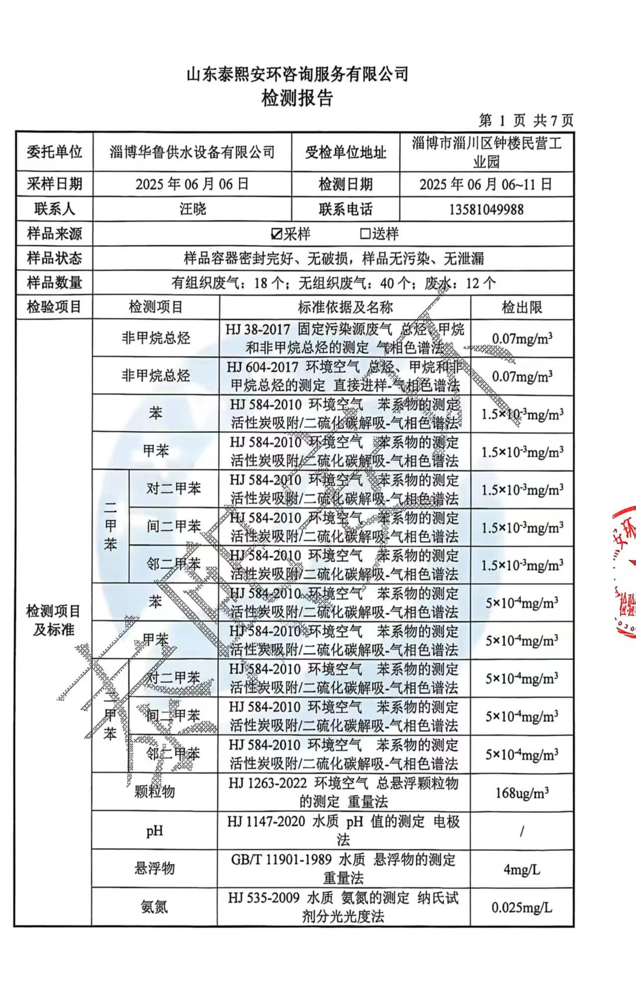 山东泰熙安环咨询服务有限公司
检测报告
第 1 页 共 7 页
委托单位 淄博华鲁供水设备有限公司 受检单位地址 淄博市淄川区钟楼民营工
业园
采样日期 2025 年 06 月 06 日 检测日期 2025 年 06 月 06~11 日
联系人 汪晓 联系电话 13581049988
样品来源 ☑采样 □送样
样品状态 样品容器密封完好、无破损，样品无污染、无泄漏
样品数量 有组织废气：18 个；无组织废气：40 个；废水：12 个
检验项目 检测项目 标准依据及名称 检出限
检测项目
及标准
非甲烷总烃 HJ 38-2017 固定污染源废气 总烃、甲烷
和非甲烷总烃的测定 气相色谱法 0.07mg/m³
非甲烷总烃 HJ 604-2017 环境空气 总烃、甲烷和非
甲烷总烃的测定 直接进样-气相色谱法 0.07mg/m³
苯 HJ 584-2010 环境空气 苯系物的测定
活性炭吸附/二硫化碳解吸-气相色谱法 1.5×10⁻³mg/m³
甲苯 HJ 584-2010 环境空气 苯系物的测定
活性炭吸附/二硫化碳解吸-气相色谱法 1.5×10⁻³mg/m³
二甲苯
对二甲苯 HJ 584-2010 环境空气 苯系物的测定
活性炭吸附/二硫化碳解吸-气相色谱法 1.5×10⁻³mg/m³
间二甲苯 HJ 584-2010 环境空气 苯系物的测定
活性炭吸附/二硫化碳解吸-气相色谱法 1.5×10⁻³mg/m³
邻二甲苯 HJ 584-2010 环境空气 苯系物的测定
活性炭吸附/二硫化碳解吸-气相色谱法 1.5×10⁻³mg/m³
苯 HJ 584-2010 环境空气 苯系物的测定
活性炭吸附/二硫化碳解吸-气相色谱法 5×10⁻⁴mg/m³
甲苯 HJ 584-2010 环境空气 苯系物的测定
活性炭吸附/二硫化碳解吸-气相色谱法 5×10⁻⁴mg/m³
二甲苯
对二甲苯 HJ 584-2010 环境空气 苯系物的测定
活性炭吸附/二硫化碳解吸-气相色谱法 5×10⁻⁴mg/m³
间二甲苯 HJ 584-2010 环境空气 苯系物的测定
活性炭吸附/二硫化碳解吸-气相色谱法 5×10⁻⁴mg/m³
邻二甲苯 HJ 584-2010 环境空气 苯系物的测定
活性炭吸附/二硫化碳解吸-气相色谱法 5×10⁻⁴mg/m³
颗粒物 HJ 1263-2022 环境空气 总悬浮颗粒物
的测定 重量法 168ug/m³
pH HJ 1147-2020 水质 pH 值的测定 电极
法 /
悬浮物 GB/T 11901-1989 水质 悬浮物的测定
重量法 4mg/L
氨氮 HJ 535-2009 水质 氨氮的测定 纳氏试
剂分光光度法 0.025mg/L
安环
检验